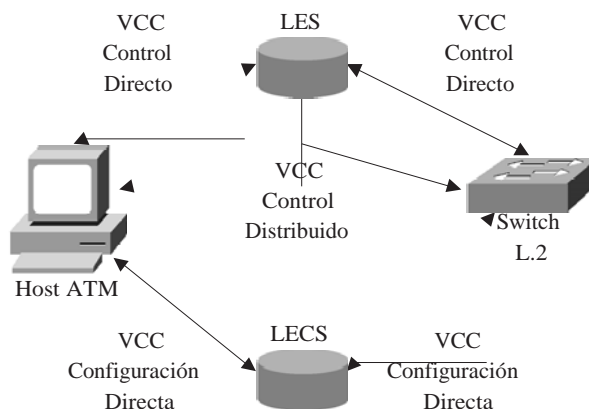 VCC
Control
Directo
LES
VCC
Control
Directo
VCC
Control
Distribuido
Switch
L.2
Host ATM
VCC
Configuración
Directa
LECS
VCC
Configuración
Directa